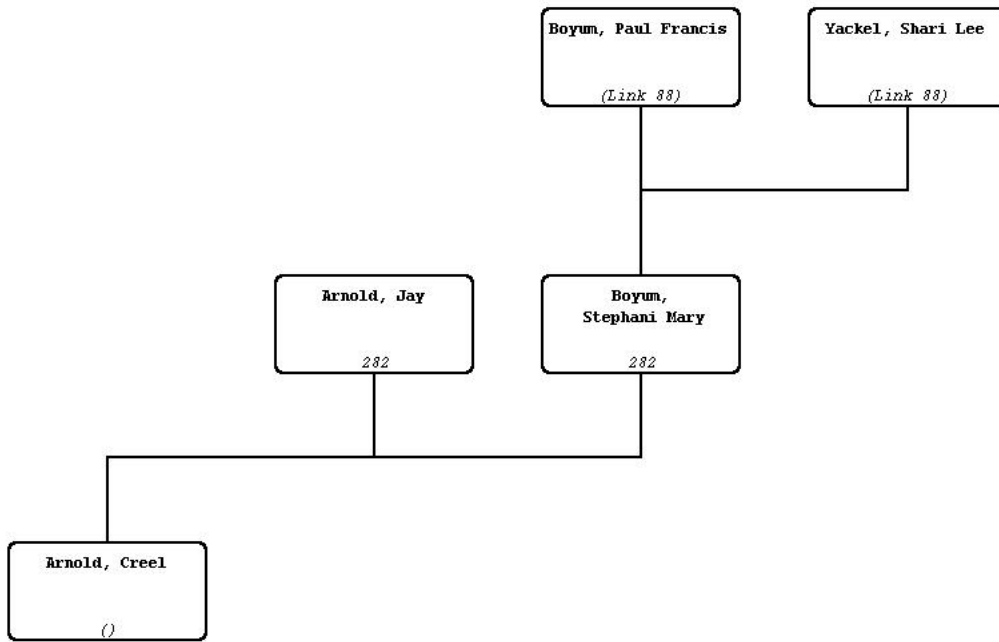 Boyum, Paul Francis
(Link 88)
Yackel, Shari Lee
(Link 88)
Arnold, Jay
282
Boyum,
Stephani Mary
282
Arnold, Creel
()